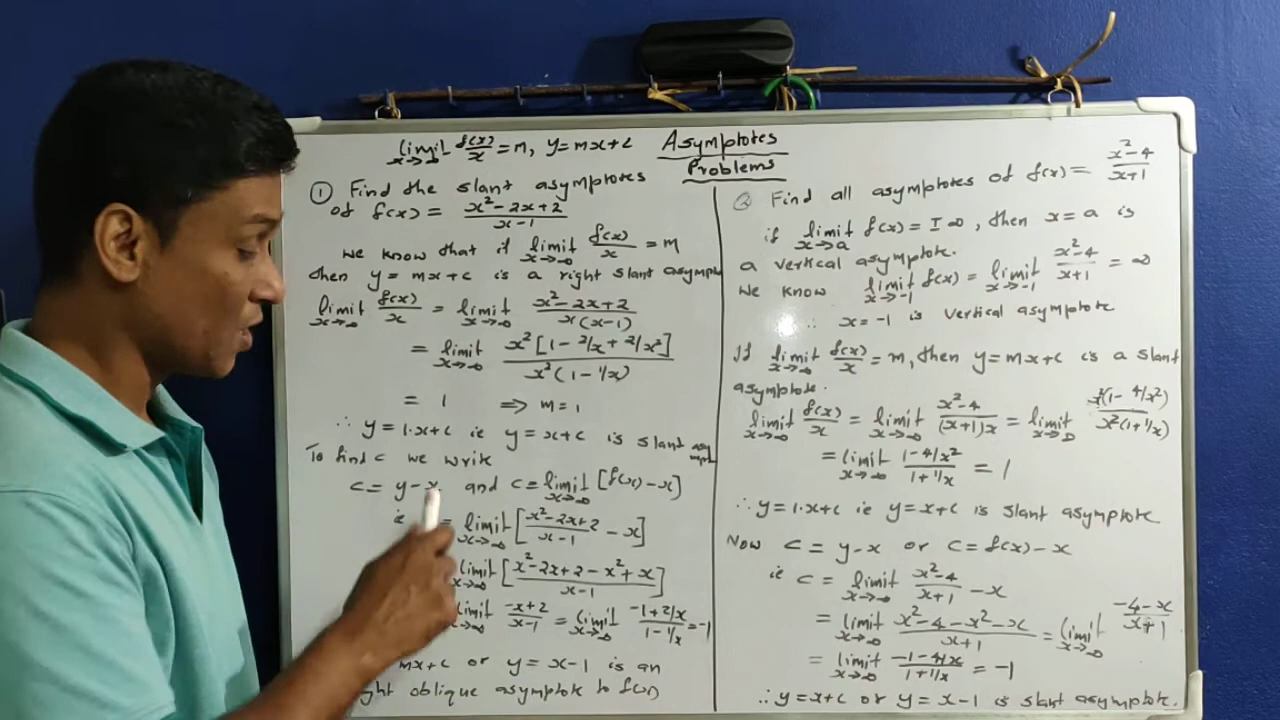 limit x→∞ f(x)/x = m, y = mx+c Asymptotes
Problems
① Find the slant asymptotes
of f(x) = x²-2x+2/x-1
we know that if limit x→∞ f(x)/x = m
then y = mx+c is a right slant asympt
limit x→∞ f(x)/x = limit x→∞ x²-2x+2/x(x-1)
= limit x→∞ x²[1-2/x+2/x²]/x²(1-1/x)
= 1 ⇒ m=1
∴ y = 1.x+c ie y = x+c is slant asy
mpt
To find c we write
c = y-x and c = limit x→∞ [f(x)-x]
ie = limit x→∞ [x²-2x+2/x-1 - x]
limit x→∞ [x²-2x+2-x²+x/x-1]
limit x→∞ -x+2/x-1 = limit x→∞ -1+2/x/1-1/x = -1
mx+c or y = x-1 is an
ght oblique asymptote to f(x)
② Find all asymptotes of f(x) = x²-4/x+1
if limit x→a f(x) = ±∞, then x=a is
a vertical asymptote.
We know limit x→-1 f(x) = limit x→-1 x²-4/x+1 = ∞
∴ x=-1 is vertical asymptote
If limit x→∞ f(x)/x = m, then y = mx+c is a slant
asymptote.
limit x→∞ f(x)/x = limit x→∞ x²-4/(x+1)x = limit x→∞ x²(1-4/x²)/x²(1+1/x)
= limit x→∞ 1-4/x²/1+1/x = 1
∴ y = 1.x+c ie y = x+c is slant asymptote
Now c = y-x or c = f(x)-x
ie c = limit x→∞ x²-4/x+1 - x
= limit x→∞ x²-4-x²-x/x+1 = limit x→∞ -4-x/x+1
= limit x→∞ -1-4/x/1+1/x = -1
∴ y = x+c or y = x-1 is slant asymptote.